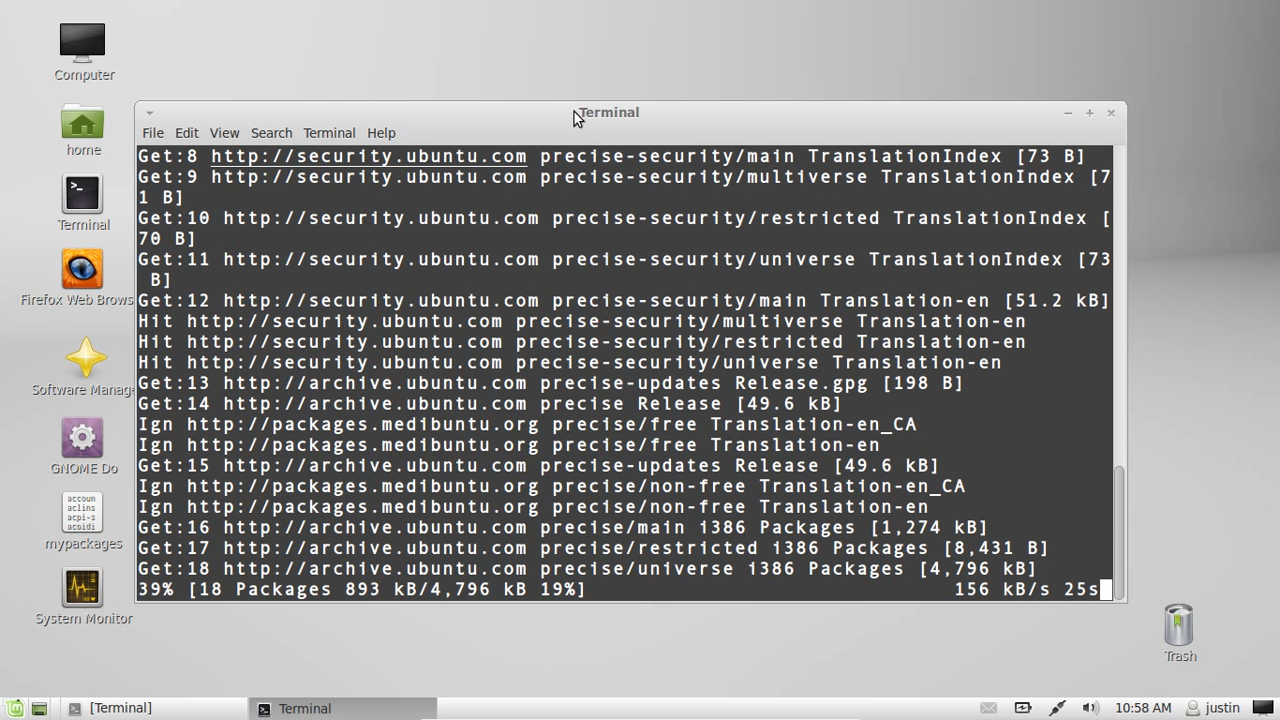 Computer
home
Terminal
Firefox Web Brows
Software Manag
GNOME Do
accoun
aclins
acpi-s
acpidi
mypackages
System Monitor
Terminal
File Edit View Search Terminal Help
Get:8 http://security.ubuntu.com precise-security/main TranslationIndex [73 B]
Get:9 http://security.ubuntu.com precise-security/multiverse TranslationIndex [7
1 B]
Get:10 http://security.ubuntu.com precise-security/restricted TranslationIndex [
70 B]
Get:11 http://security.ubuntu.com precise-security/universe TranslationIndex [73
B]
Get:12 http://security.ubuntu.com precise-security/main Translation-en [51.2 kB]
Hit http://security.ubuntu.com precise-security/multiverse Translation-en
Hit http://security.ubuntu.com precise-security/restricted Translation-en
Hit http://security.ubuntu.com precise-security/universe Translation-en
Get:13 http://archive.ubuntu.com precise-updates Release.gpg [198 B]
Get:14 http://archive.ubuntu.com precise Release [49.6 kB]
Ign http://packages.medibuntu.org precise/free Translation-en_CA
Ign http://packages.medibuntu.org precise/free Translation-en
Get:15 http://archive.ubuntu.com precise-updates Release [49.6 kB]
Ign http://packages.medibuntu.org precise/non-free Translation-en_CA
Ign http://packages.medibuntu.org precise/non-free Translation-en
Get:16 http://archive.ubuntu.com precise/main i386 Packages [1,274 kB]
Get:17 http://archive.ubuntu.com precise/restricted i386 Packages [8,431 B]
Get:18 http://archive.ubuntu.com precise/universe i386 Packages [4,796 kB]
39% [18 Packages 893 kB/4,796 kB 19%] 156 kB/s 25s
Trash
[Terminal] Terminal 10:58 AM justin